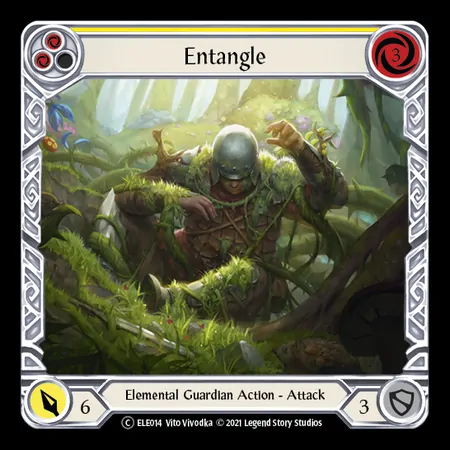 Entangle
3
6
Elemental Guardian Action - Attack
3
© ELE014 Vito Vivodka © 2021 Legend Story Studios